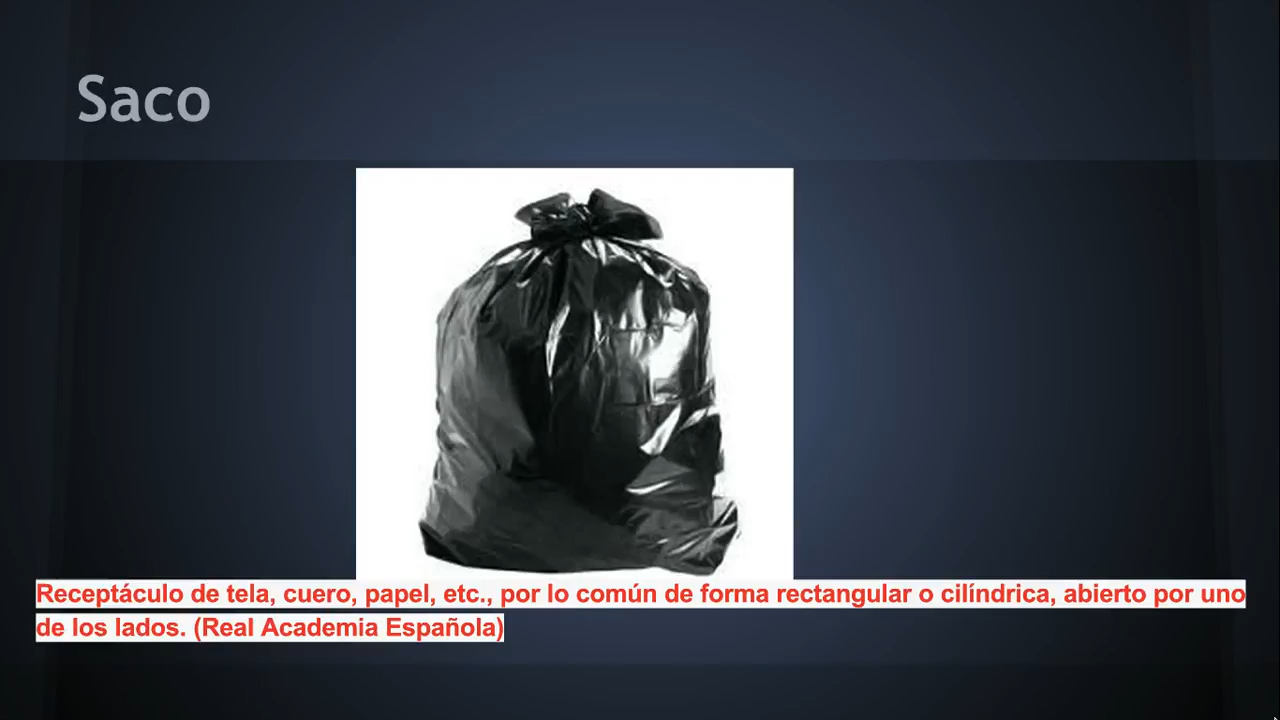 Saco
Receptáculo de tela, cuero, papel, etc., por lo común de forma rectangular o cilíndrica, abierto por uno
de los lados. (Real Academia Española)